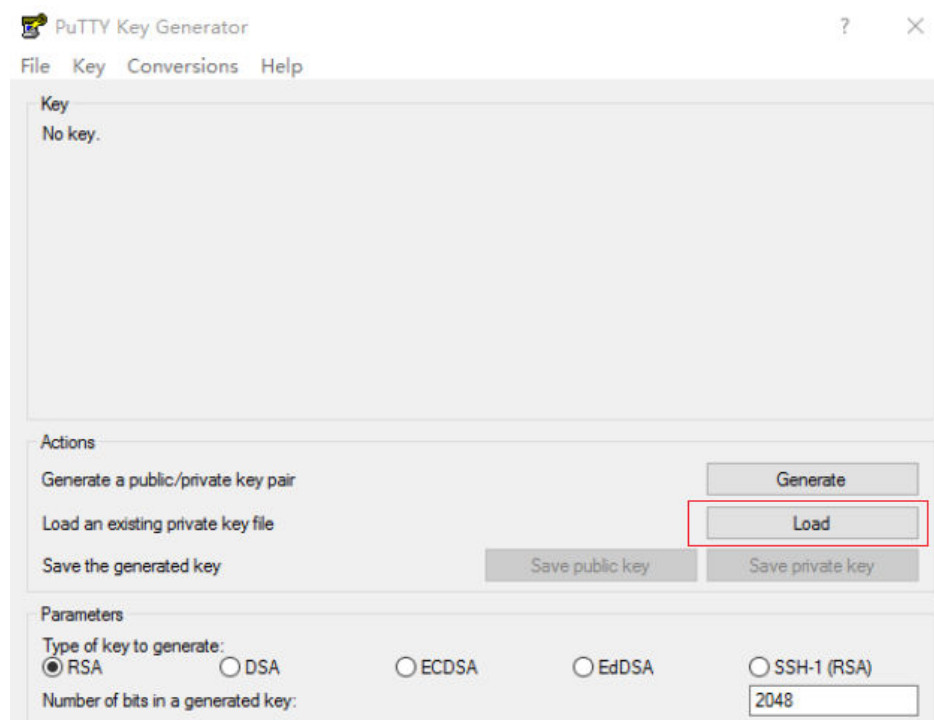 PuTTY Key Generator ?
File Key Conversions Help
Key
No key.
Actions
Generate a public/private key pair Generate
Load an existing private key file Load
Save the generated key Save public key Save private key
Parameters
Type of key to generate:
RSA DSA ECDSA EdDSA SSH-1 (RSA)
Number of bits in a generated key: 2048